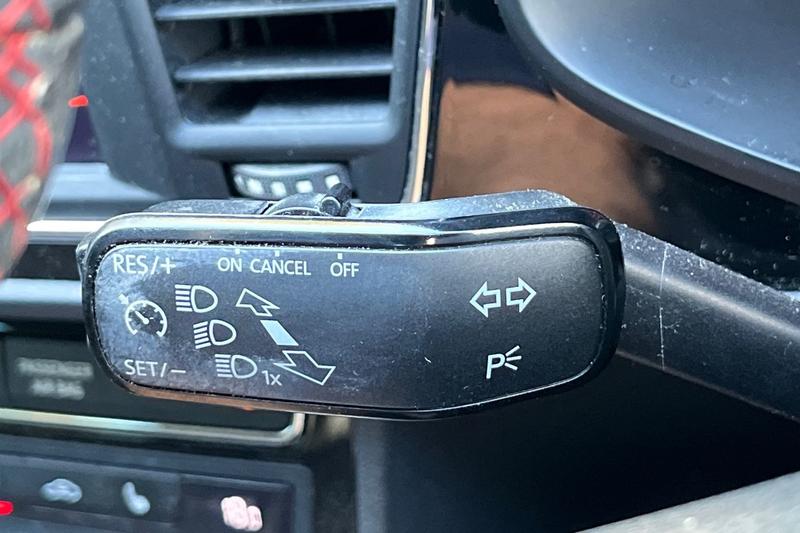 RES/+
ON CANCEL OFF
SET/–
1x
P
PASSENGER
AIR BAG